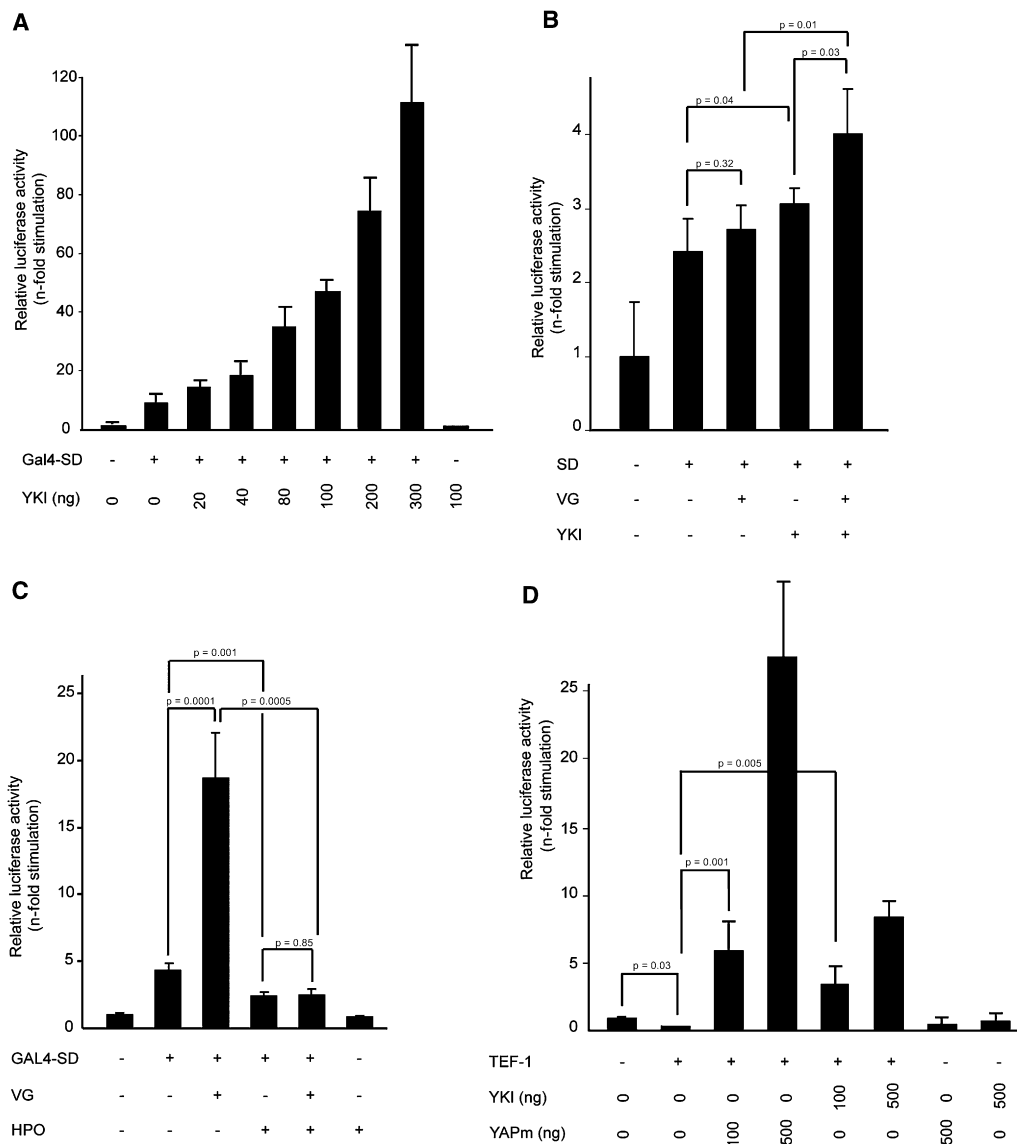 A
Relative luciferase activity
(n-fold stimulation)
120
100
80
60
40
20
0
Gal4-SD - + + + + + + + -
YKI (ng) 0 0 20 40 80 100 200 300 100
B
p = 0.01
p = 0.03
p = 0.04
p = 0.32
Relative luciferase activity
(n-fold stimulation)
4
3
2
1
0
SD - + + + +
VG - - + - +
YKI - - - + +
C
p = 0.001
p = 0.0001
p = 0.0005
p = 0.85
Relative luciferase activity
(n-fold stimulation)
25
20
15
10
5
0
GAL4-SD - + + + + -
VG - - + - + -
HPO - - - + + +
D
p = 0.005
p = 0.001
p = 0.03
Relative luciferase activity
(n-fold stimulation)
25
20
15
10
5
0
TEF-1 - + + + + + - -
YKI (ng) 0 0 0 0 100 500 0 500
YAPm (ng) 0 0 100 500 0 0 500 0